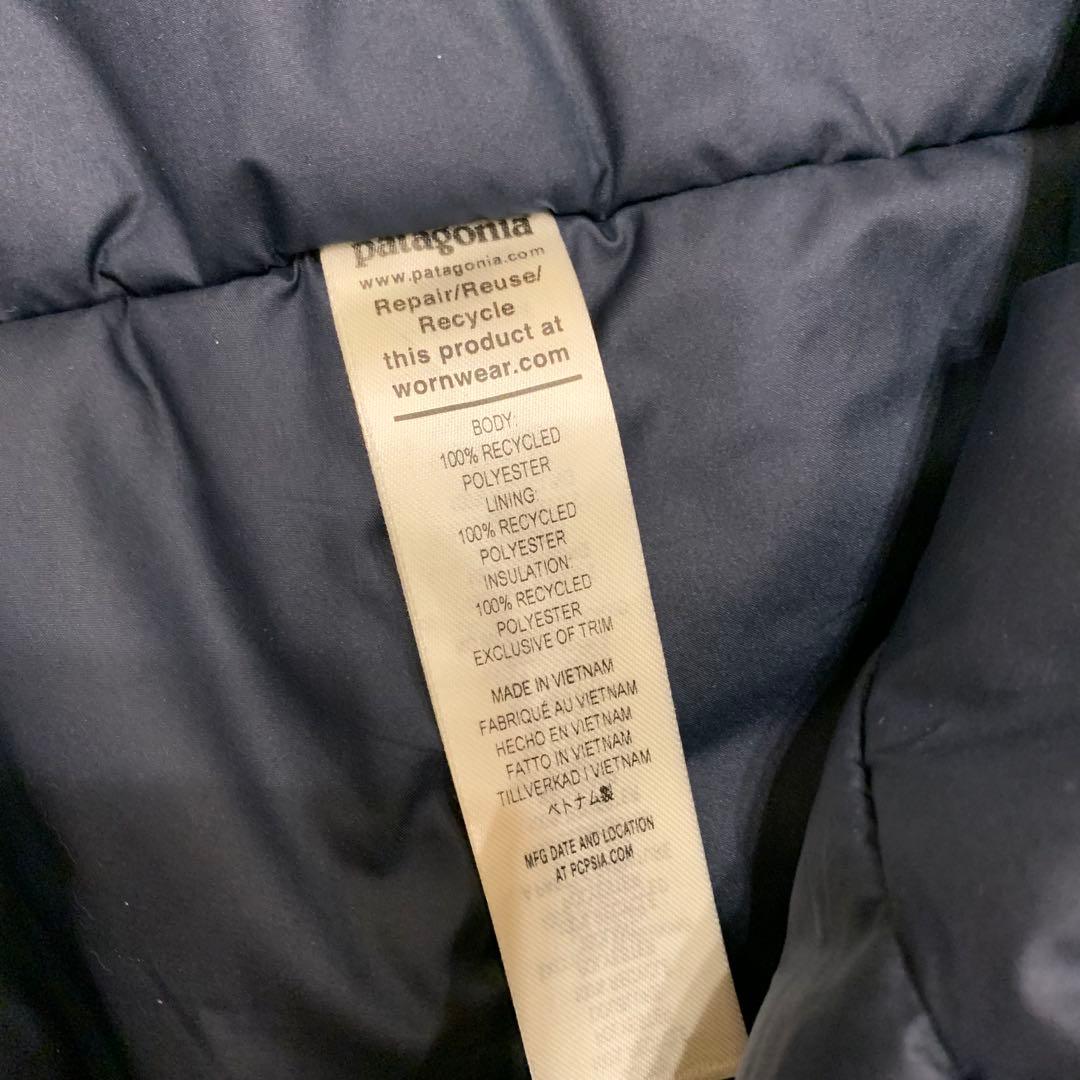 patagonia
www.patagonia.com
Repair/Reuse/
Recycle
this product at
wornwear.com
BODY:
100% RECYCLED
POLYESTER
LINING:
100% RECYCLED
POLYESTER
INSULATION:
100% RECYCLED
POLYESTER
EXCLUSIVE OF TRIM
MADE IN VIETNAM
FABRIQUÉ AU VIETNAM
HECHO EN VIETNAM
FATTO IN VIETNAM
TILLVERKAD I VIETNAM
ベトナム製
MFG DATE AND LOCATION
AT PCPSIA.COM